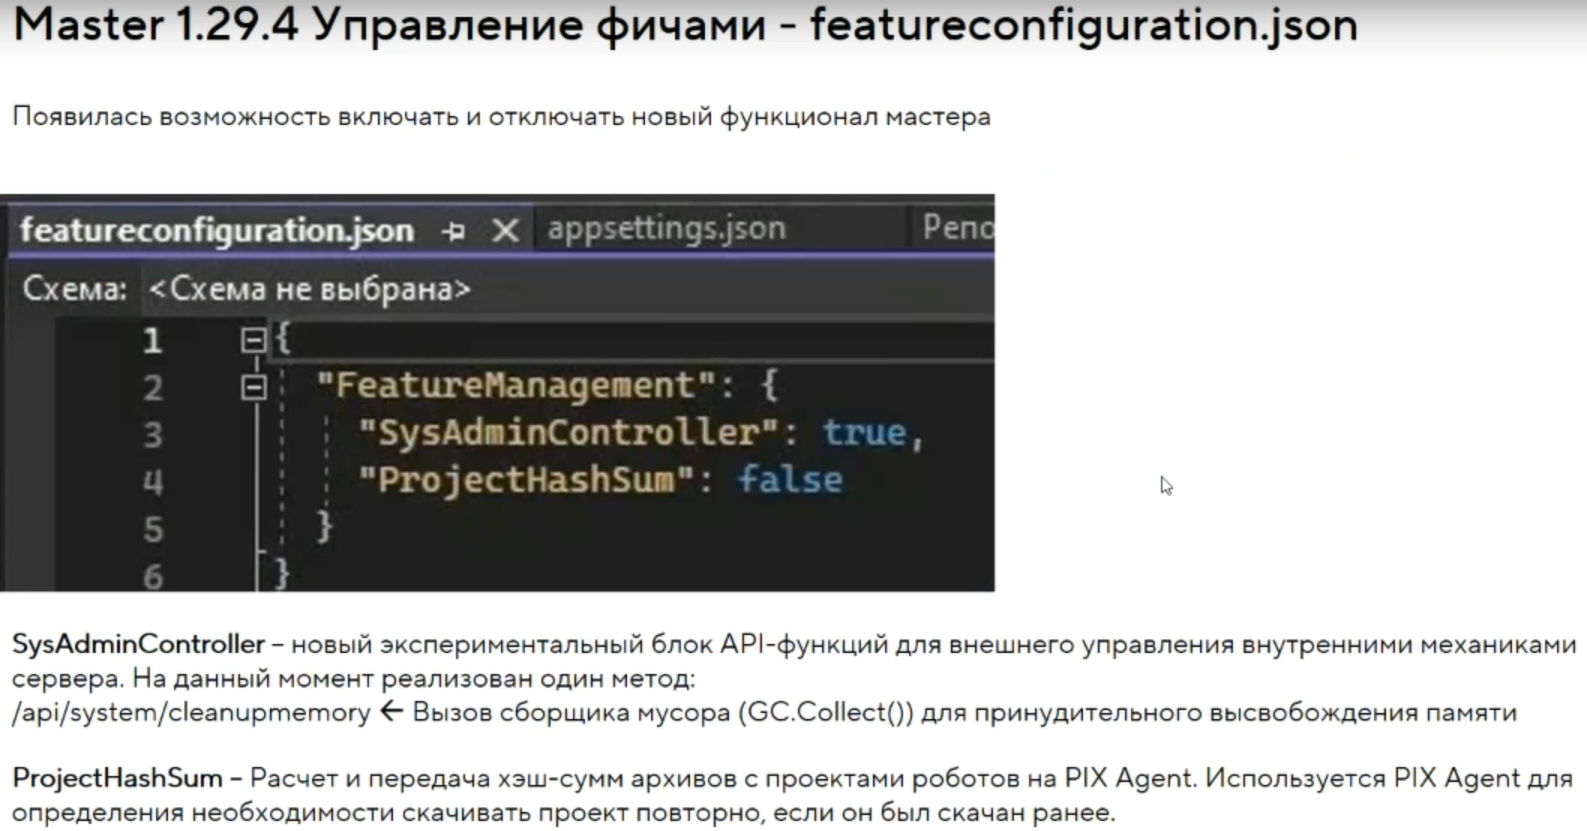 Master 1.29.4 Управление фичами - featureconfiguration.json
Появилась возможность включать и отключать новый функционал мастера
featureconfiguration.json appsettings.json
Схема: <Схема не выбрана>
1 {
2 "FeatureManagement": {
3 "SysAdminController": true,
4 "ProjectHashSum": false
5 }
6 }
SysAdminController – новый экспериментальный блок API-функций для внешнего управления внутренними механиками
сервера. На данный момент реализован один метод:
/api/system/cleanupmemory ← Вызов сборщика мусора (GC.Collect()) для принудительного высвобождения памяти
ProjectHashSum – Расчет и передача хэш-сумм архивов с проектами роботов на PIX Agent. Используется PIX Agent для
определения необходимости скачивать проект повторно, если он был скачан ранее.